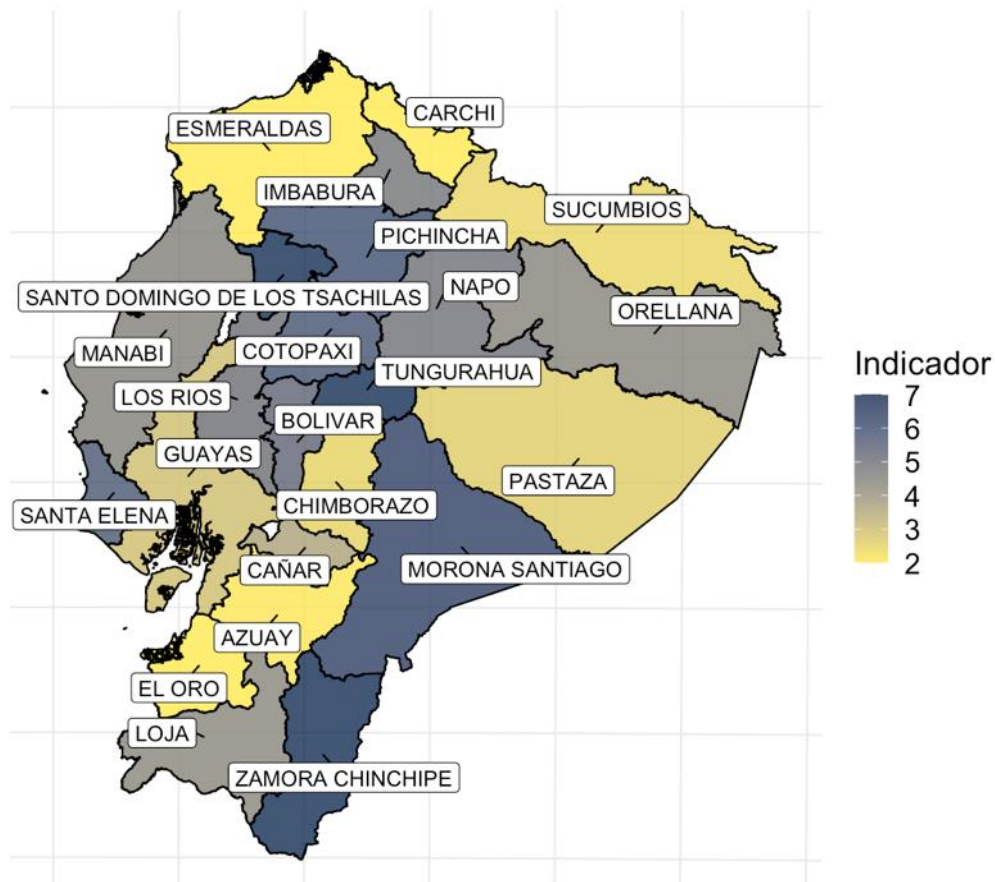 CARCHI
ESMERALDAS
IMBABURA
SUCUMBIOS
PICHINCHA
NAPO
SANTO DOMINGO DE LOS TSACHILAS
ORELLANA
MANABI
COTOPAXI
TUNGURAHUA
LOS RIOS
BOLIVAR
GUAYAS
PASTAZA
CHIMBORAZO
SANTA ELENA
CAÑAR
MORONA SANTIAGO
AZUAY
EL ORO
LOJA
ZAMORA CHINCHIPE
Indicador
7
6
5
4
3
2